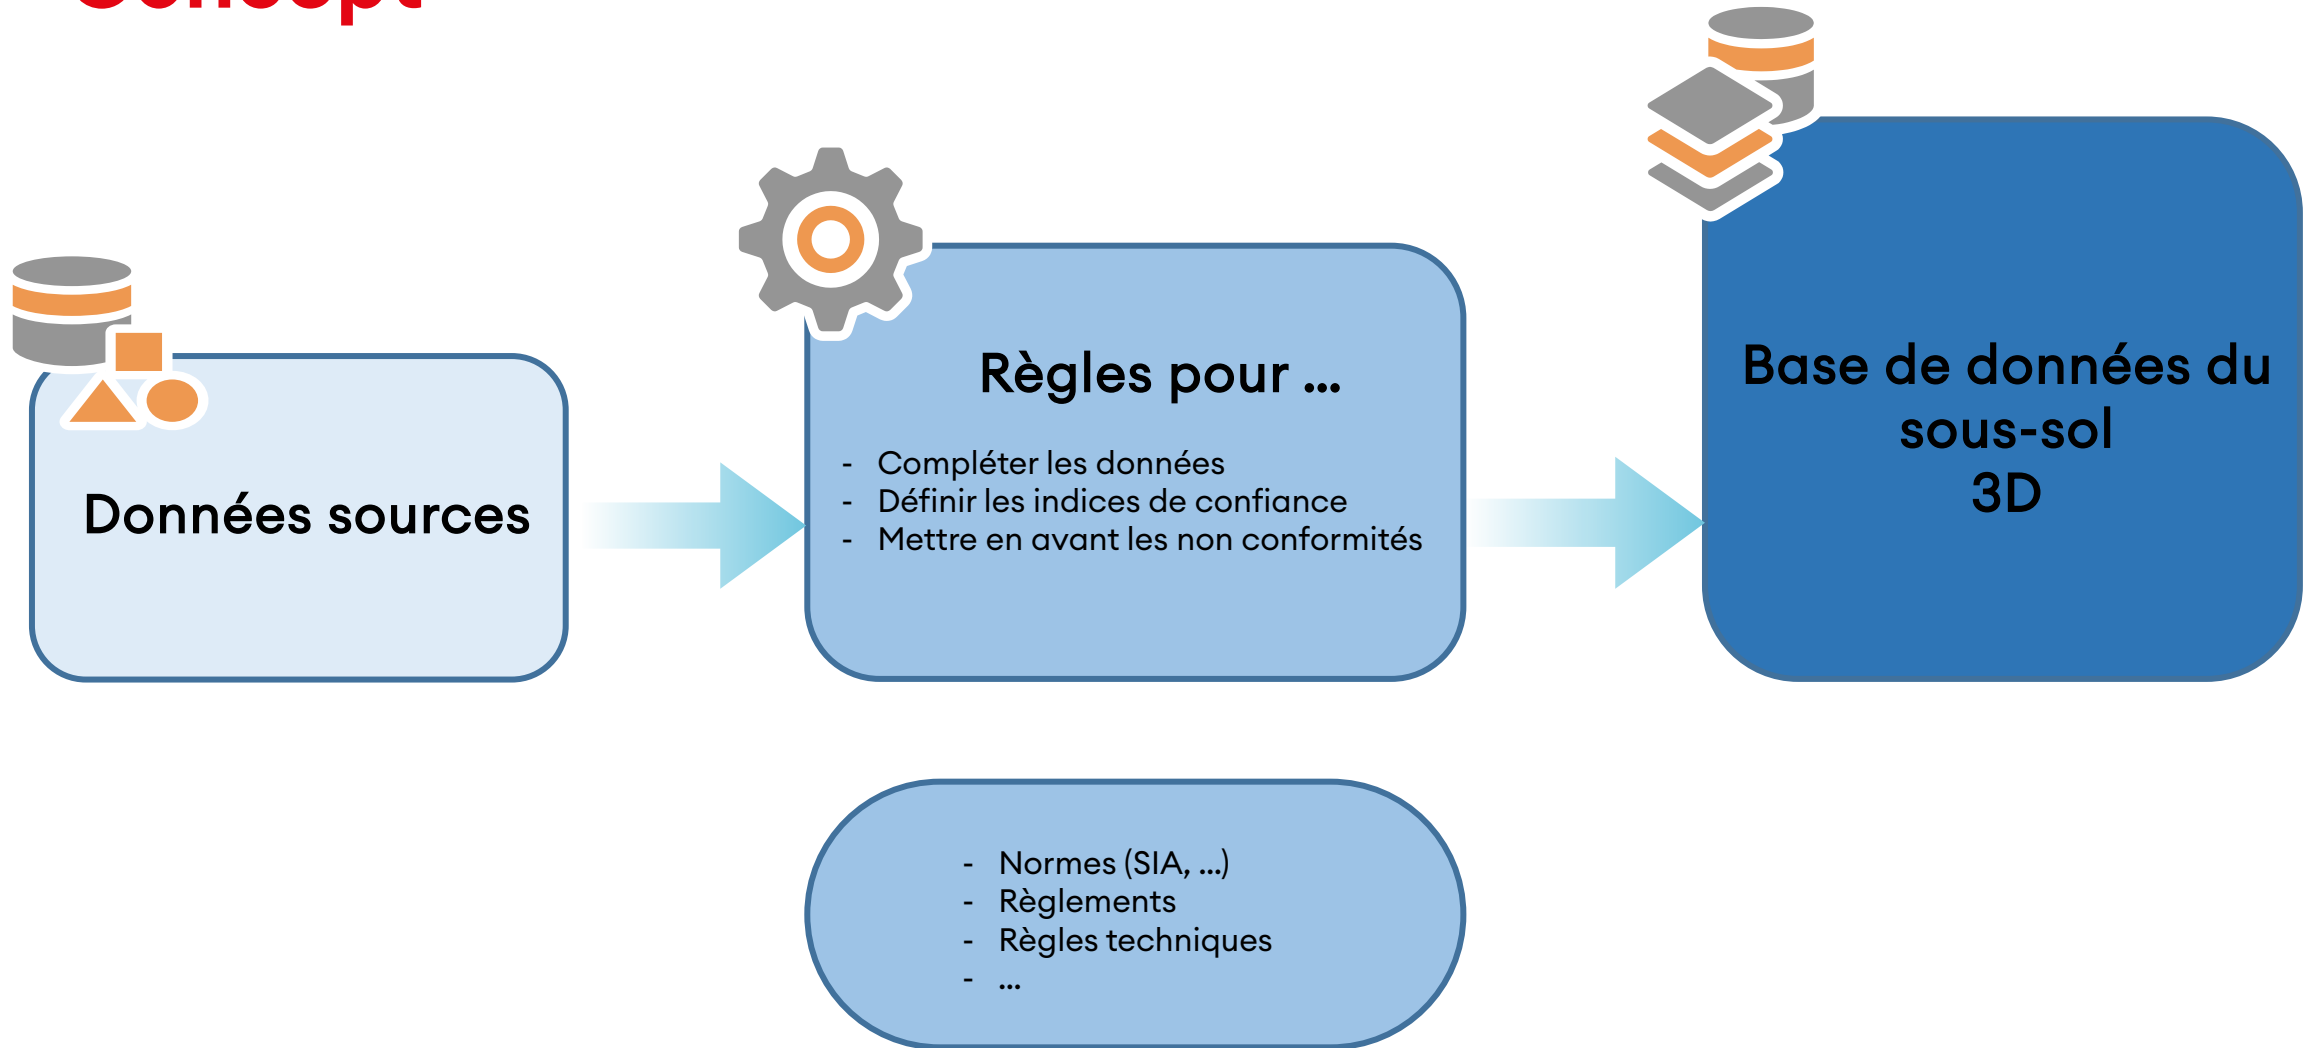 Concept
Données sources
Règles pour ...
- Compléter les données
- Définir les indices de confiance
- Mettre en avant les non conformités
Base de données du
sous-sol
3D
- Normes (SIA, ...)
- Règlements
- Règles techniques
- ...